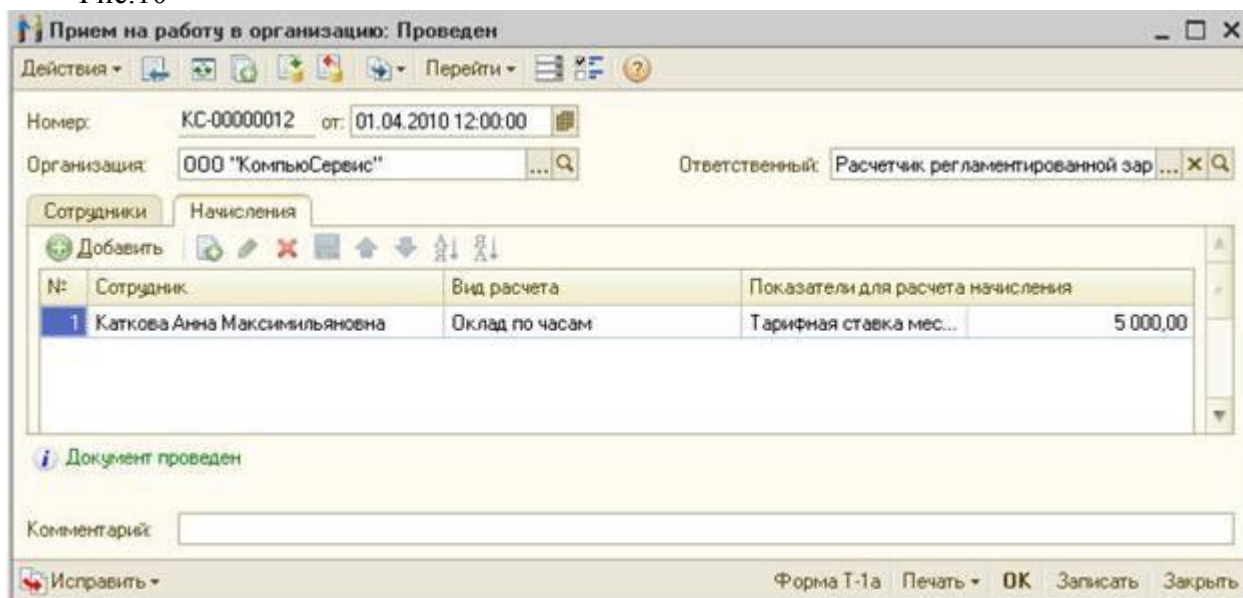 Рис.10
Прием на работу в организацию: Проведен
Действия Перейти
Номер: КС-00000012 от: 01.04.2010 12:00:00
Организация: ООО "КомпьюСервис" ... Ответственный: Расчетчик регламентированной зар ...
Сотрудники Начисления
Добавить
№ Сотрудник Вид расчета Показатели для расчета начисления
1 Каткова Анна Максимильяновна Оклад по часам Тарифная ставка мес... 5 000,00
Документ проведен
Комментарий:
Исправить Форма Т-1а Печать OK Записать Закрыть